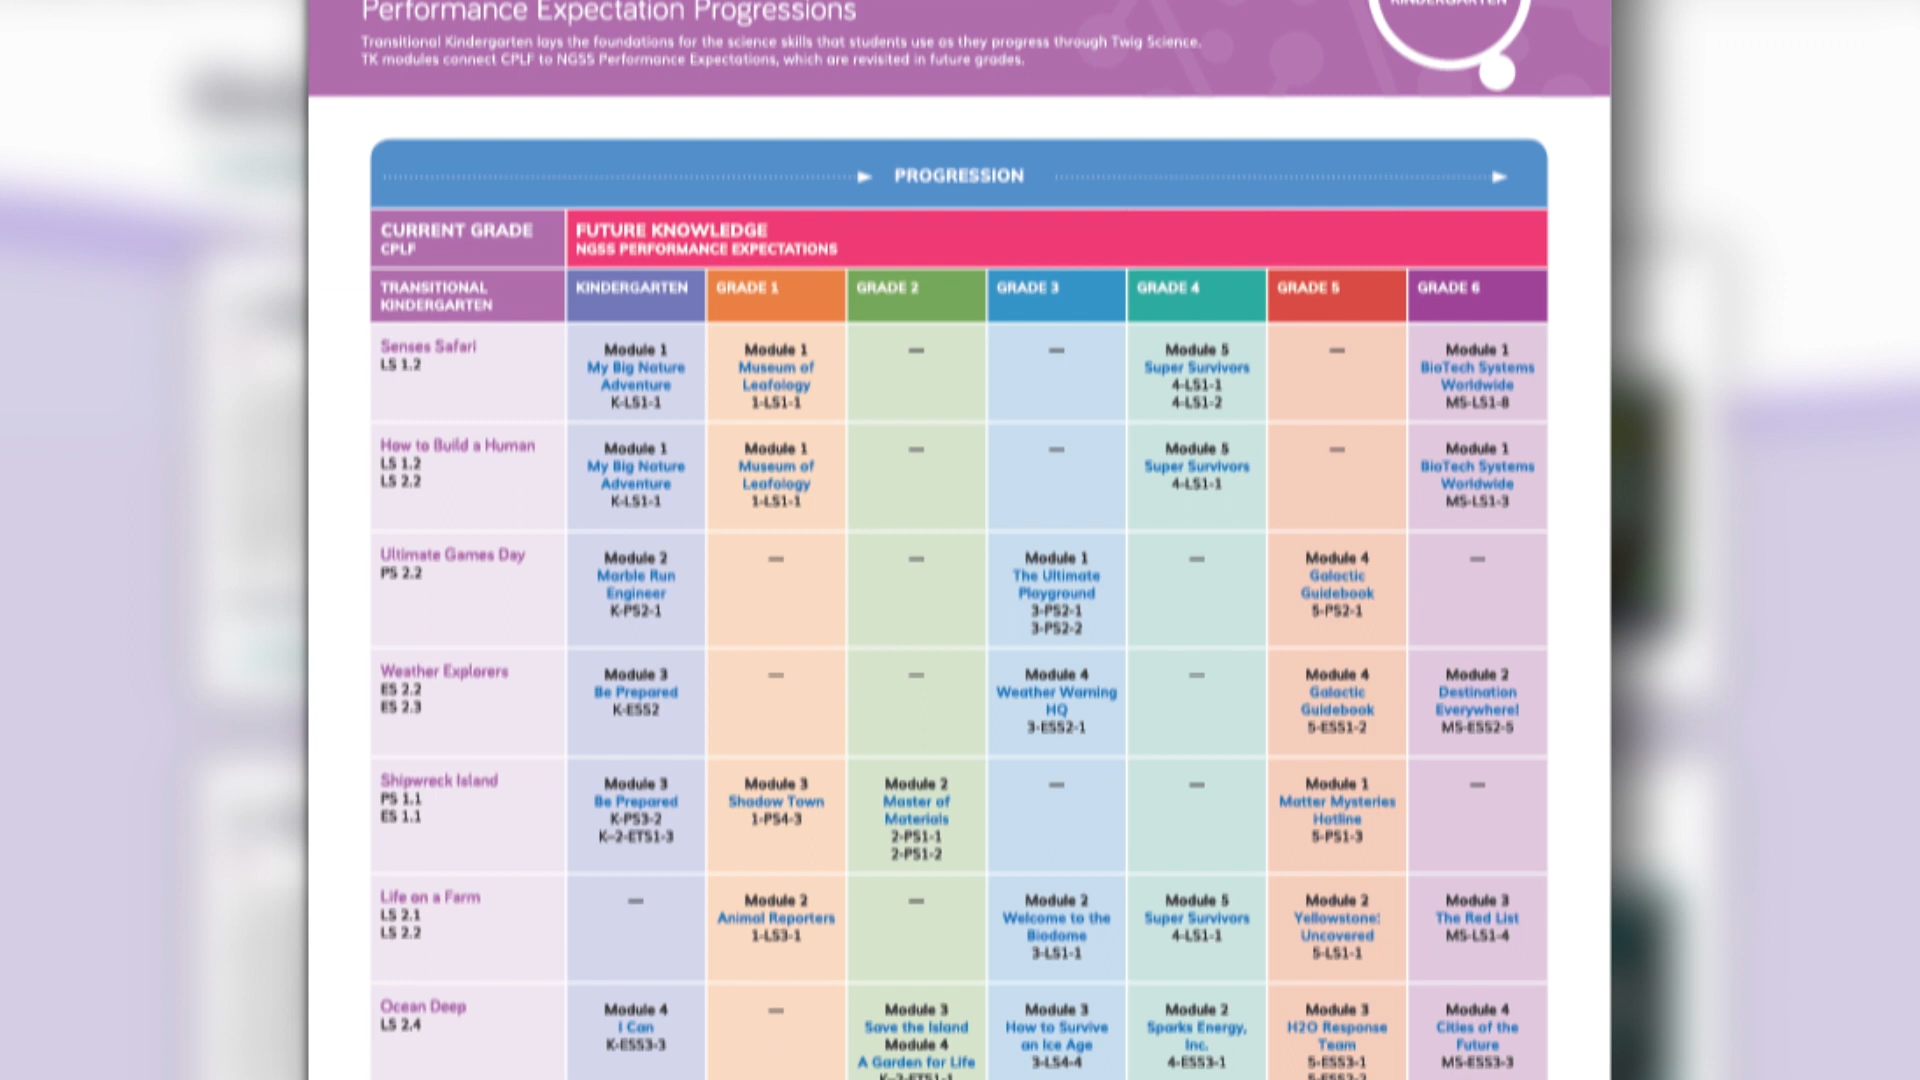 Performance Expectation Progressions
KINDERGARTEN
Transitional Kindergarten lays the foundations for the science skills that students use as they progress through Twig Science.
TK modules connect CPLF to NGSS Performance Expectations, which are revisited in future grades.
PROGRESSION
CURRENT GRADE
CPLF
FUTURE KNOWLEDGE
NGSS PERFORMANCE EXPECTATIONS
TRANSITIONAL
KINDERGARTEN
KINDERGARTEN
GRADE 1
GRADE 2
GRADE 3
GRADE 4
GRADE 5
GRADE 6
Senses Safari
LS 1.2
Module 1
My Big Nature
Adventure
K-LS1-1
Module 1
Museum of
Leafology
1-LS1-1
—
—
Module 5
Super Survivors
4-LS1-1
4-LS1-2
—
Module 1
BioTech Systems
Worldwide
MS-LS1-8
How to Build a Human
LS 1.2
LS 2.2
Module 1
My Big Nature
Adventure
K-LS1-1
Module 1
Museum of
Leafology
1-LS1-1
—
—
Module 5
Super Survivors
4-LS1-1
—
Module 1
BioTech Systems
Worldwide
MS-LS1-3
Ultimate Games Day
PS 2.2
Module 2
Marble Run
Engineer
K-PS2-1
—
—
Module 1
The Ultimate
Playground
3-PS2-1
3-PS2-2
—
Module 4
Galactic
Guidebook
5-PS2-1
—
Weather Explorers
ES 2.2
ES 2.3
Module 3
Be Prepared
K-ESS2
—
—
Module 4
Weather Warning
HQ
3-ESS2-1
—
Module 4
Galactic
Guidebook
5-ESS1-2
Module 2
Destination
Everywhere!
MS-ESS2-5
Shipwreck Island
PS 1.1
ES 1.1
Module 3
Be Prepared
K-PS3-2
K–2-ETS1-3
Module 3
Shadow Town
1-PS4-3
Module 2
Master of
Materials
2-PS1-1
2-PS1-2
—
—
Module 1
Matter Mysteries
Hotline
5-PS1-3
—
Life on a Farm
LS 2.1
LS 2.2
—
Module 2
Animal Reporters
1-LS3-1
—
Module 2
Welcome to the
Biodome
3-LS1-1
Module 5
Super Survivors
4-LS1-1
Module 2
Yellowstone:
Uncovered
5-LS1-1
Module 3
The Red List
MS-LS1-4
Ocean Deep
LS 2.4
Module 4
I Can
K-ESS3-3
—
Module 3
Save the Island
Module 4
A Garden for Life
K–2-ETS1-1
Module 3
How to Survive
an Ice Age
3-LS4-4
Module 2
Sparks Energy,
Inc.
4-ESS3-1
Module 3
H2O Response
Team
5-ESS3-1
Module 4
Cities of the
Future
MS-ESS3-3